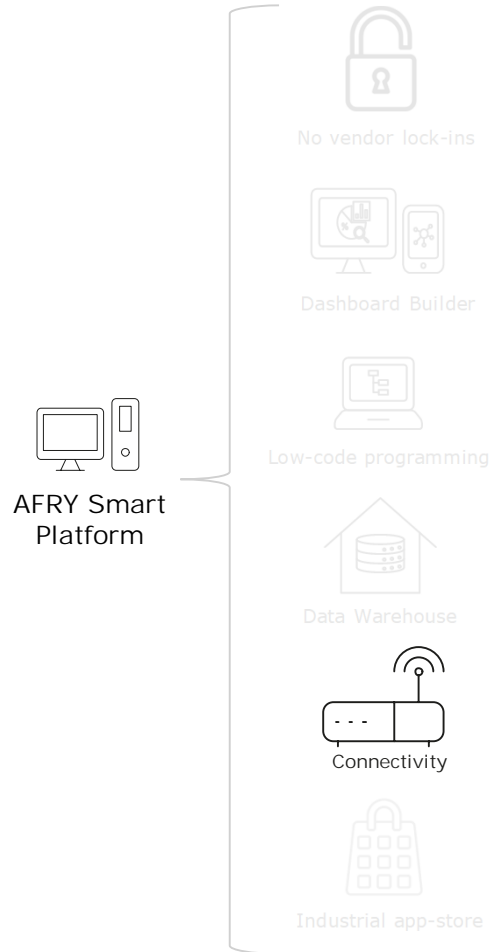 No vendor lock-ins
Dashboard Builder
Low-code programming
AFRY Smart
Platform
Data Warehouse
Connectivity
Industrial app-store